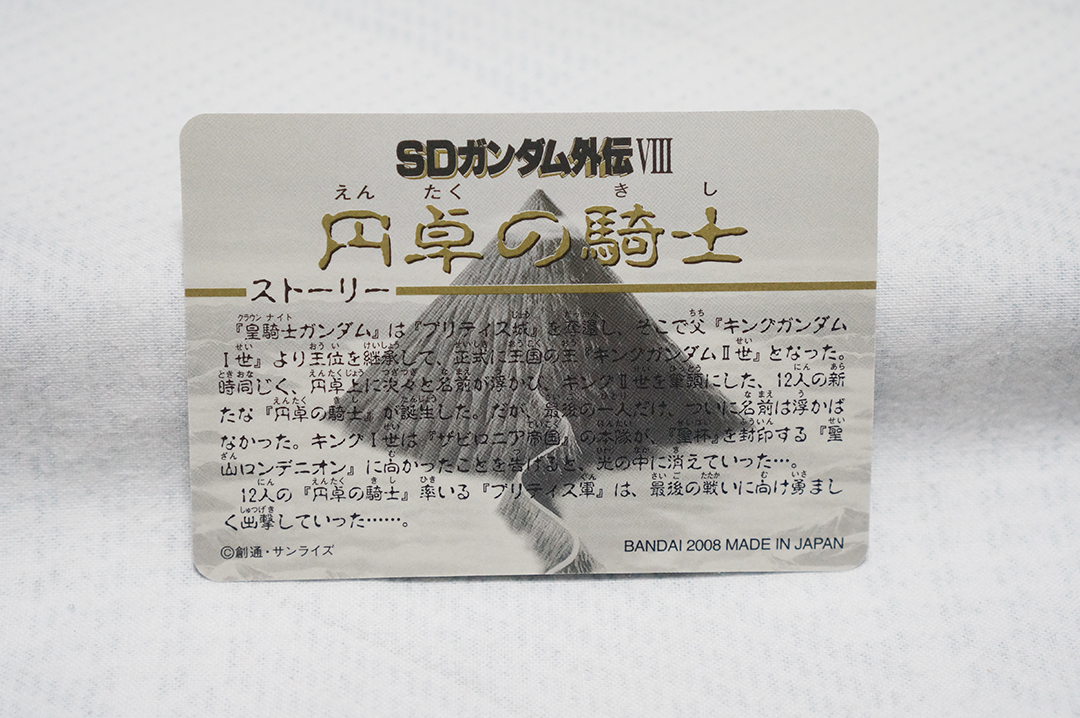 SDガンダム外伝Ⅷ
えん たく き し
円卓の騎士
ストーリー
『皇騎士ガンダム』は『ブリティス城』を奪還し、そこで父『キングガンダム
Ⅰ世』より王位を継承して、正式に王国の王『キングガンダムⅡ世』となった。
時同じく、円卓上に次々と名前が浮かび、キングⅡ世を筆頭にした、12人の新
たな『円卓の騎士』が誕生した。だが、最後の一人だけ、ついに名前は浮かば
なかった。キングⅠ世は『ザビロニア帝国』の本隊が、『聖杯』を封印する『聖
山ロンデニオン』に向かったことを告げると、光の中に消えていった…。
12人の『円卓の騎士』率いる『ブリティス軍』は、最後の戦いに向け勇まし
く出撃していった……。
©創通・サンライズ
BANDAI 2008 MADE IN JAPAN